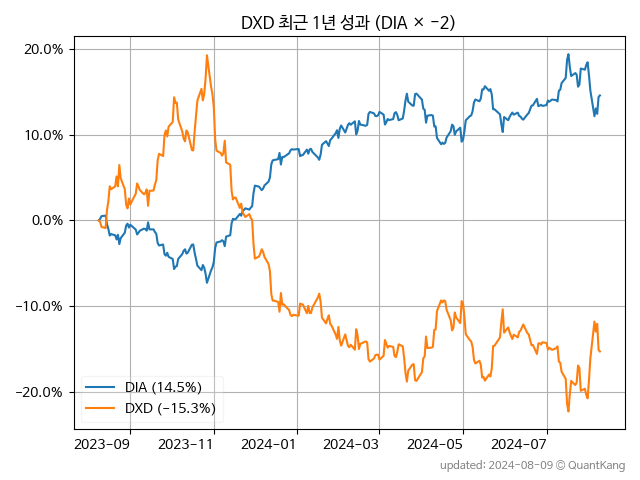 DXD 최근 1년 성과 (DIA × −2)
20.0%
10.0%
0.0%
−10.0%
−20.0%
DIA (14.5%)
DXD (−15.3%)
2023−09 2023−11 2024−01 2024−03 2024−05 2024−07
updated: 2024-08-09 © QuantKang